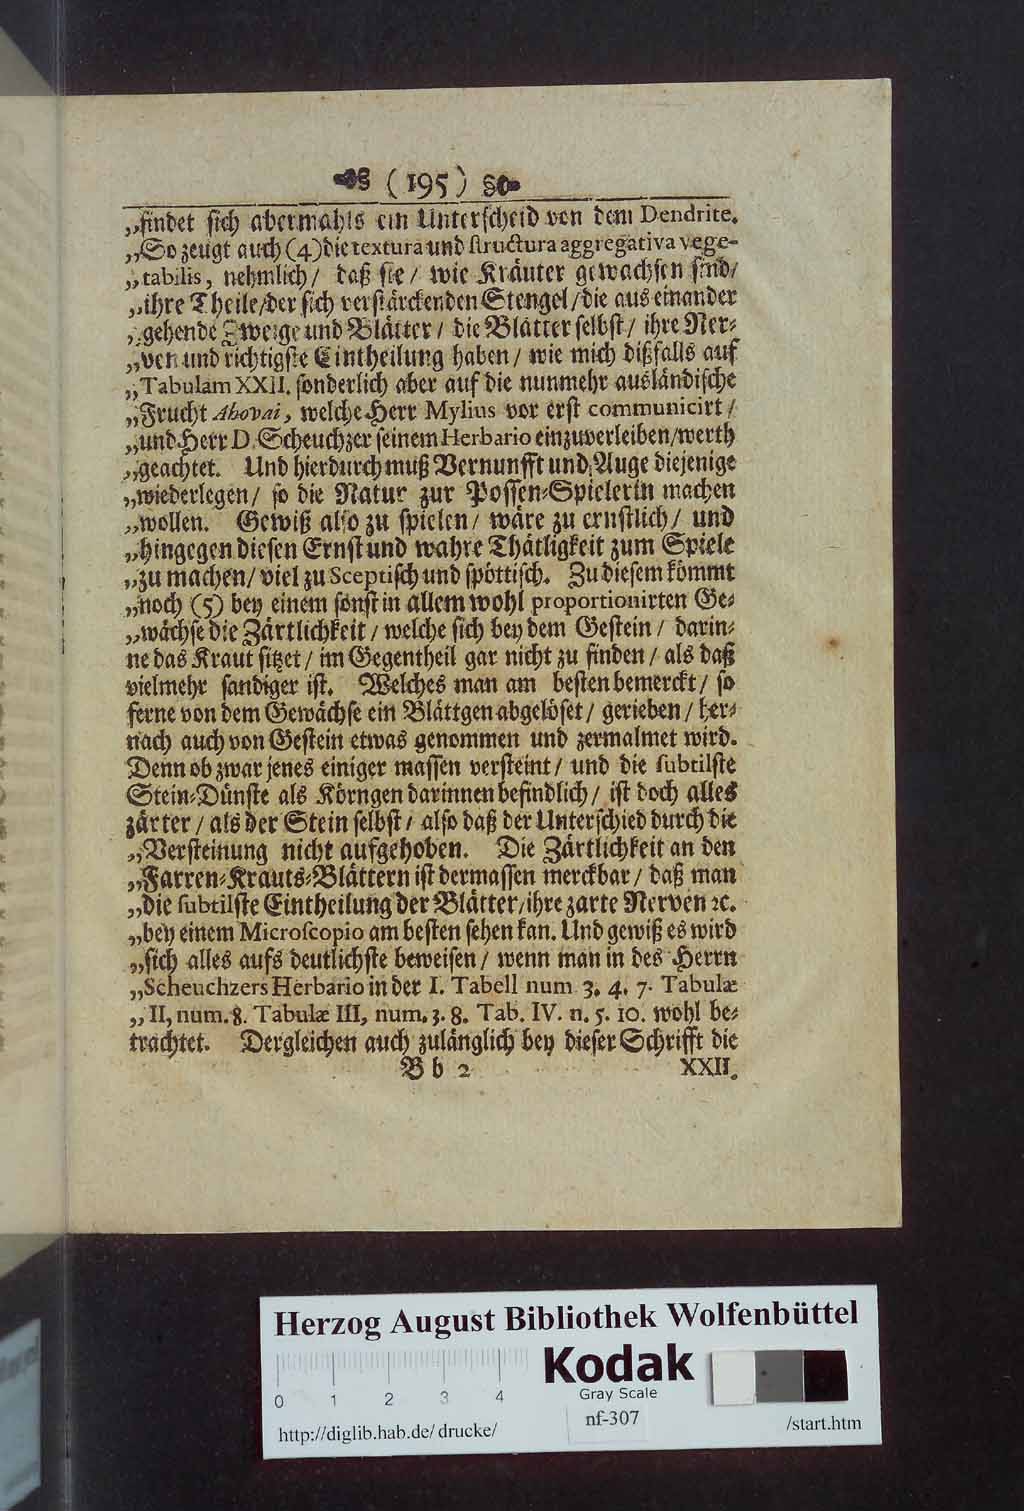 ( 195 )
„findet sich abermahls ein Unterscheid von dem Dendrite.
„So zeugt auch (4) die textura und structura aggregativa vege-
„tabilis, nehmlich / daß sie / wie Kräuter gewachsen sind /
„ihre Theile / der sich verstärckenden Stengel / die aus einander
„gehende Zweige und Blätter / die Blätter selbst / ihre Ner-
„ven und richtigste Eintheilung haben / wie mich dißfalls auf
„Tabulam XXII. sonderlich aber auf die nunmehr ausländische
„Frucht Ahovai, welche Herr Mylius vor erst communicirt /
„und Herr D. Scheuchzer seinem Herbario einzuverleiben / werth
„geachtet. Und hierdurch muß Vernunfft und Auge diejenige
„wiederlegen / so die Natur zur Possen-Spielerin machen
„wollen. Gewiß also zu spielen / wäre zu ernstlich / und
„hingegen diesen Ernst und wahre Thätligkeit zum Spiele
„zu machen / viel zu Sceptisch und spöttisch. Zu diesem kömmt
„noch (5) bey einem sonst in allem wohl proportionirten Ge-
„wächse die Zärtlichkeit / welche sich bey dem Gestein / darin-
ne das Kraut sitzet / im Gegentheil gar nicht zu finden / als daß
vielmehr sandiger ist. Welches man am besten bemerckt / so
ferne von dem Gewächse ein Blättgen abgelöset / gerieben / her-
nach auch von Gestein etwas genommen und zermalmet wird.
Denn ob zwar jenes einiger massen versteint / und die subtilste
Stein-Dünste als Körngen darinnen befindlich / ist doch alles
zärter / als der Stein selbst / also daß der Unterschied durch die
„Versteinung nicht aufgehoben. Die Zärtlichkeit an den
„Farren-Krauts-Blättern ist dermassen merckbar / daß man
„die subtilste Eintheilung der Blätter / ihre zarte Nerven ꝛc.
„bey einem Microscopio am besten sehen kan. Und gewiß es wird
„sich alles aufs deutlichste beweisen / wenn man in des Herrn
„Scheuchzers Herbario in der I. Tabell num. 3. 4. 7. Tabulæ
„II, num. 8. Tabulæ III, num. 3. 8. Tab. IV. n. 5. 10. wohl be-
trachtet. Dergleichen auch zulänglich bey dieser Schrifft die
B b 2 XXII.
Herzog August Bibliothek Wolfenbüttel
Kodak
Gray Scale
0 1 2 3 4
nf-307
http://diglib.hab.de/drucke/ /start.htm